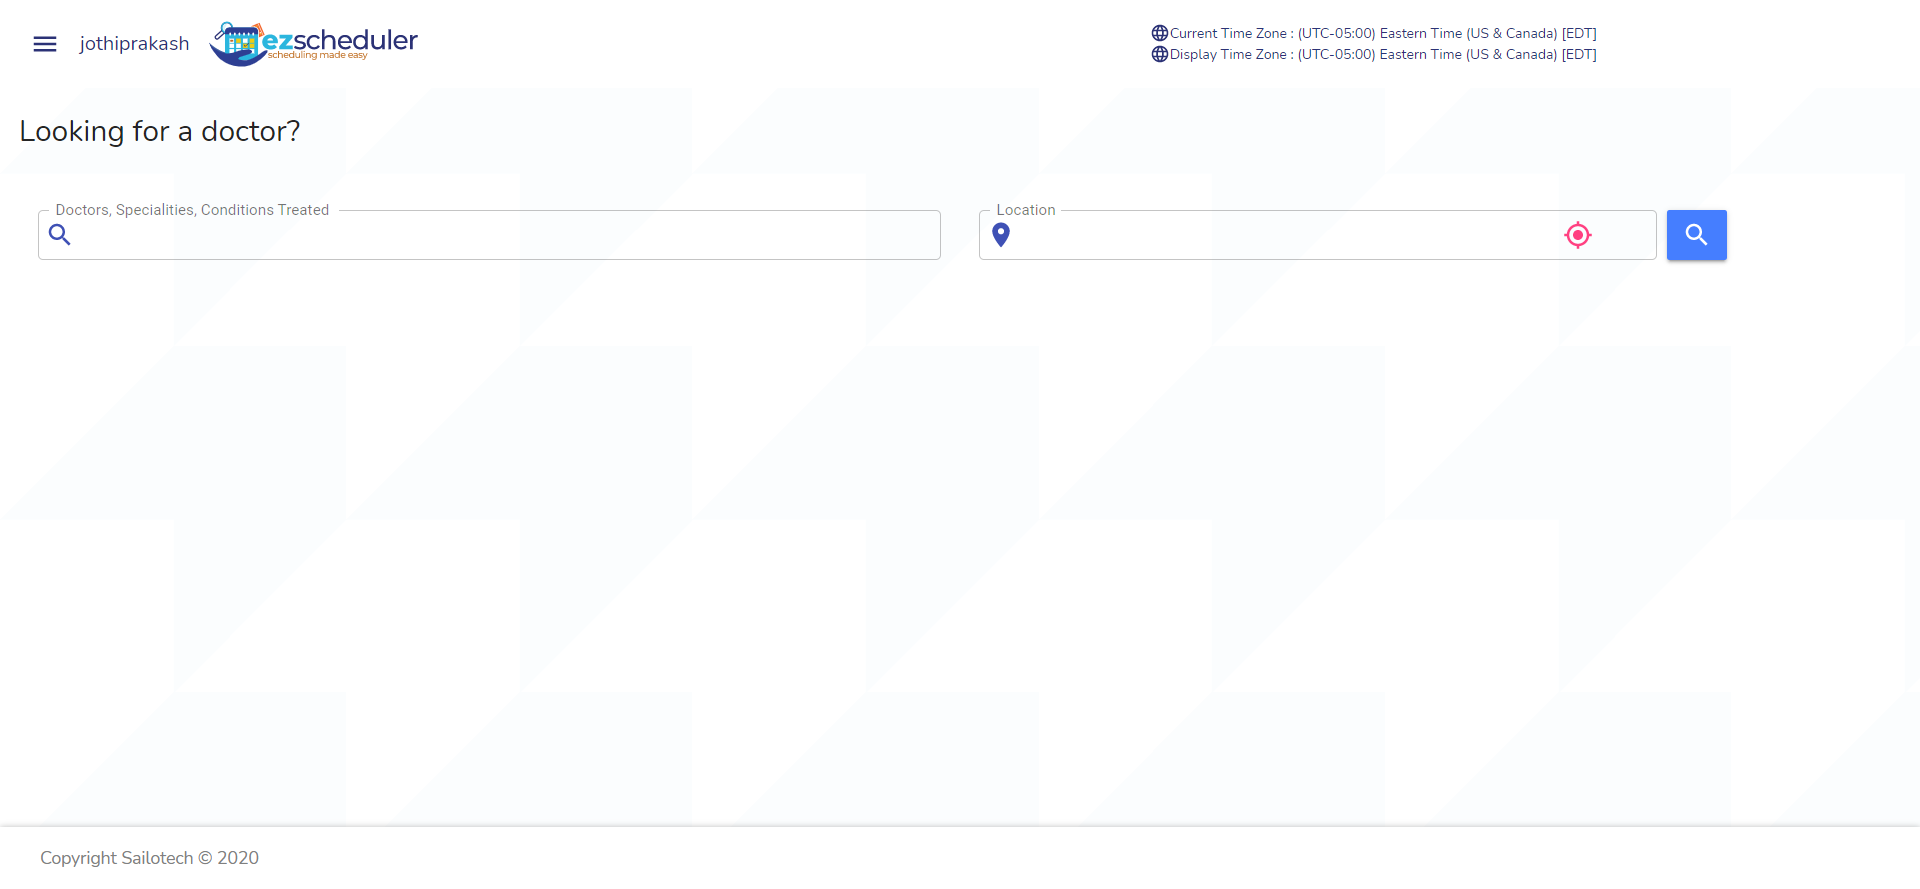 jothiprakash
ezscheduler
scheduling made easy
Current Time Zone : (UTC-05:00) Eastern Time (US & Canada) [EDT]
Display Time Zone : (UTC-05:00) Eastern Time (US & Canada) [EDT]
Looking for a doctor?
Doctors, Specialities, Conditions Treated
Location
Copyright Sailotech © 2020